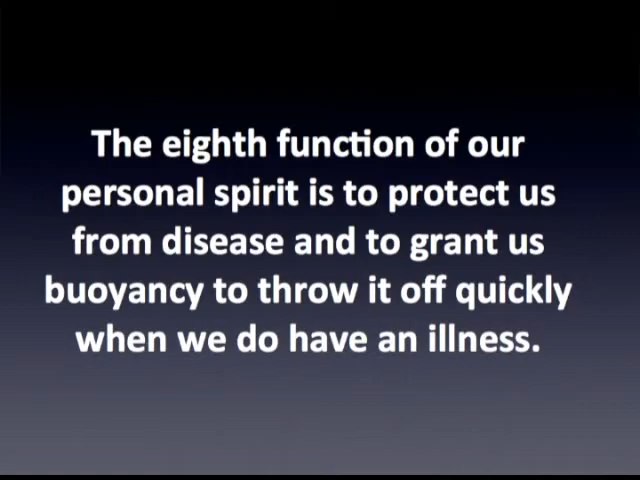 The eighth function of our
personal spirit is to protect us
from disease and to grant us
buoyancy to throw it off quickly
when we do have an illness.